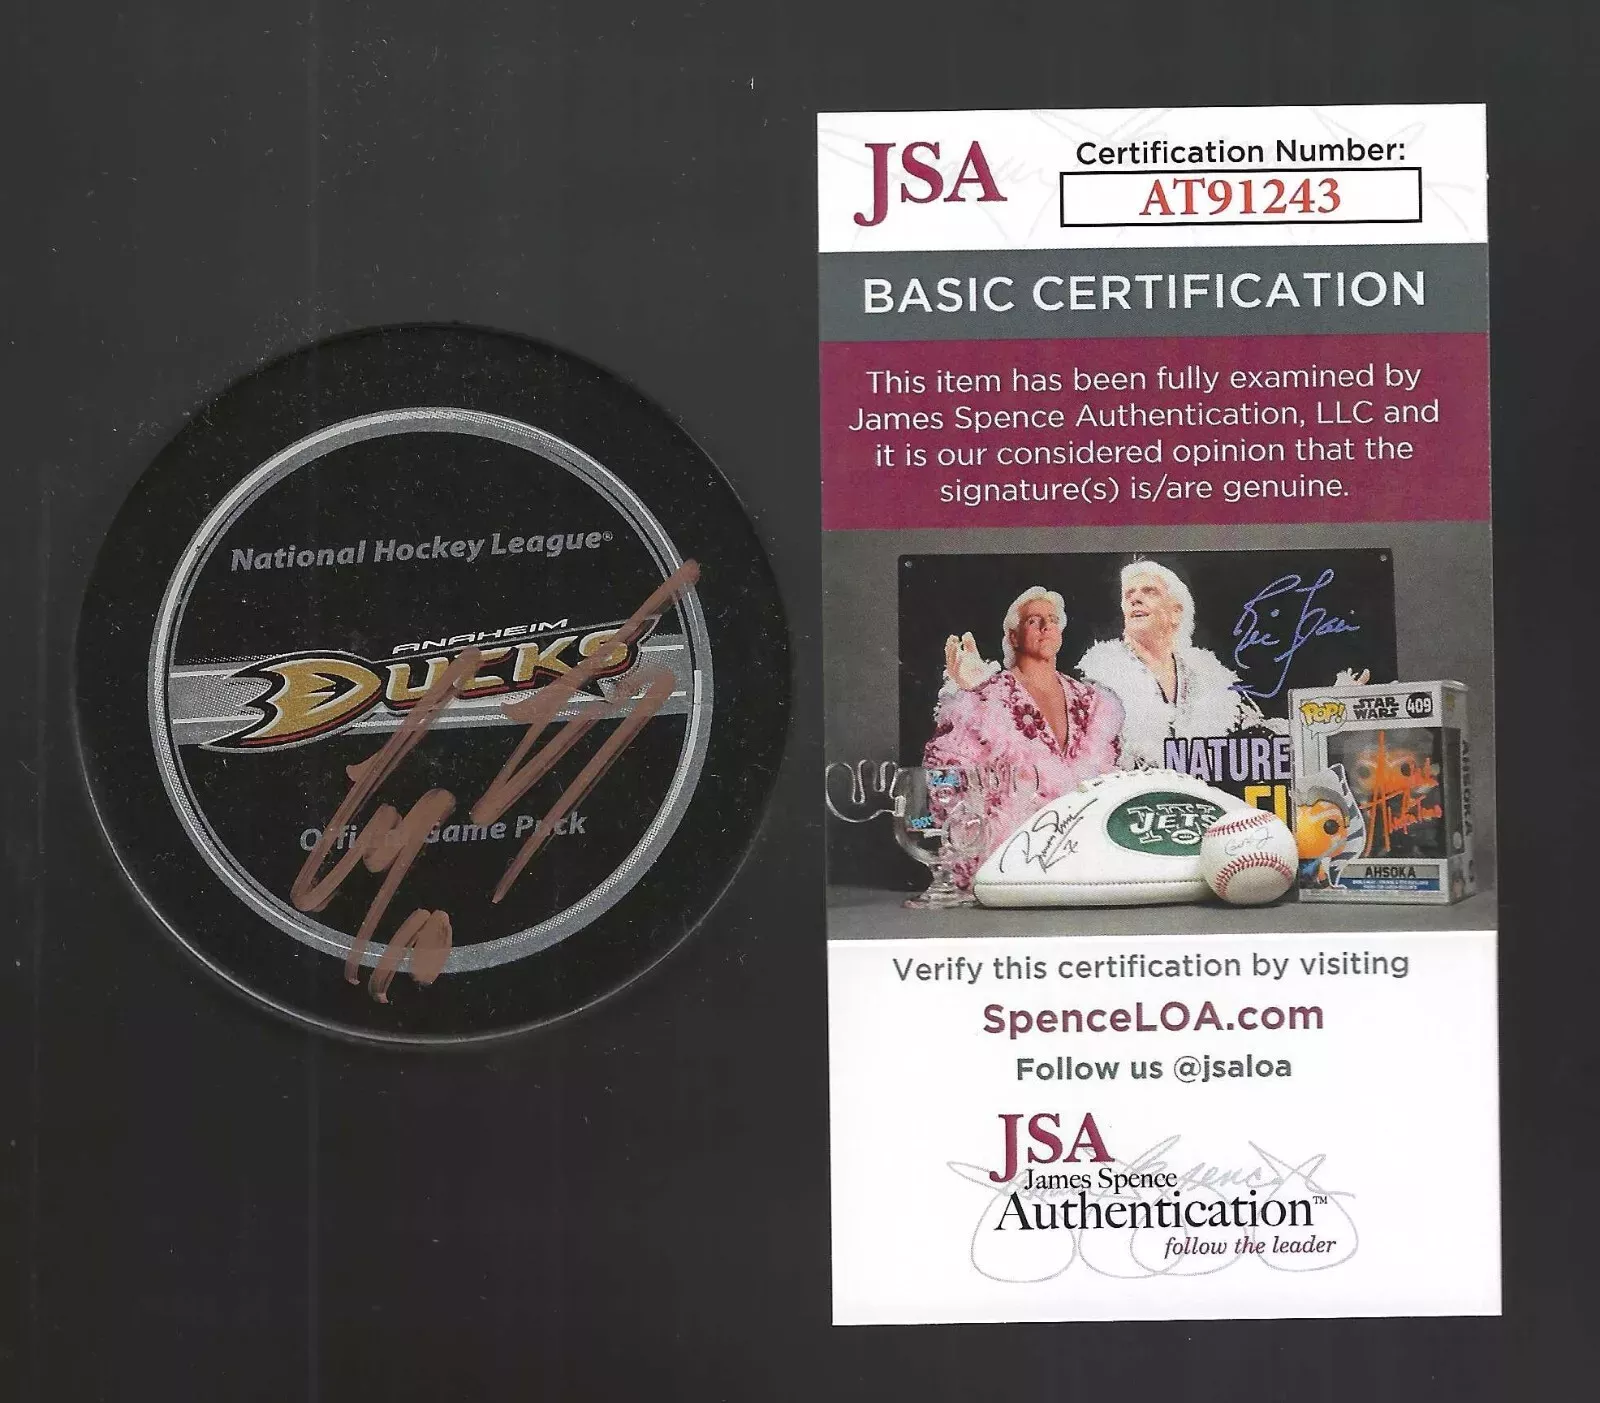 National Hockey League®
ANAHEIM
DUCKS
Official Game Puck
JSA
Certification Number:
AT91243
BASIC CERTIFICATION
This item has been fully examined by
James Spence Authentication, LLC and
it is our considered opinion that the
signature(s) is/are genuine.
POP!
STAR
WARS
409
NATURE
JETS
AHSOKA
AHSOKA
Verify this certification by visiting
SpenceLOA.com
Follow us @jsaloa
JSA
James Spence
Authentication™
follow the leader